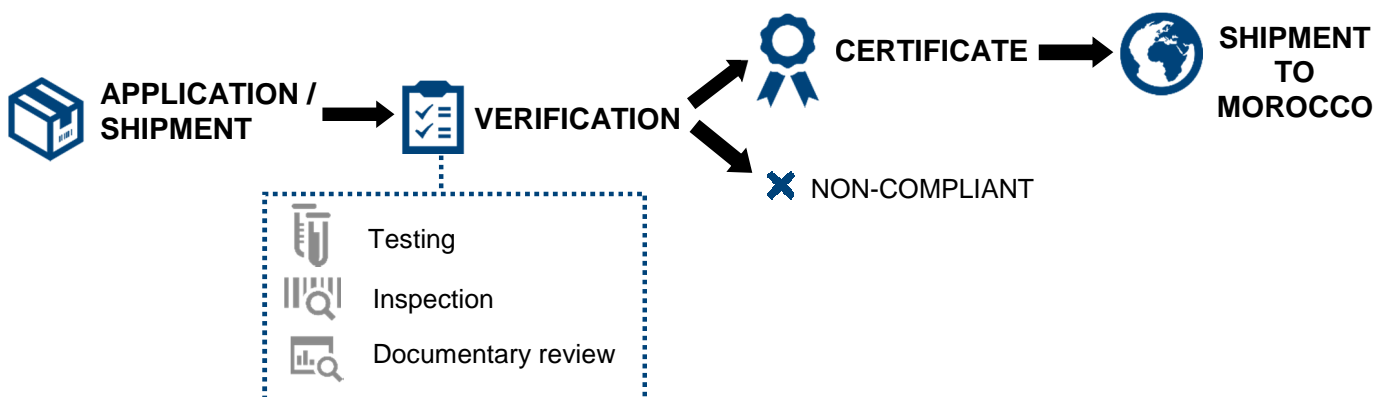 APPLICATION /
SHIPMENT
VERIFICATION
CERTIFICATE
SHIPMENT
TO
MOROCCO
NON-COMPLIANT
Testing
Inspection
Documentary review